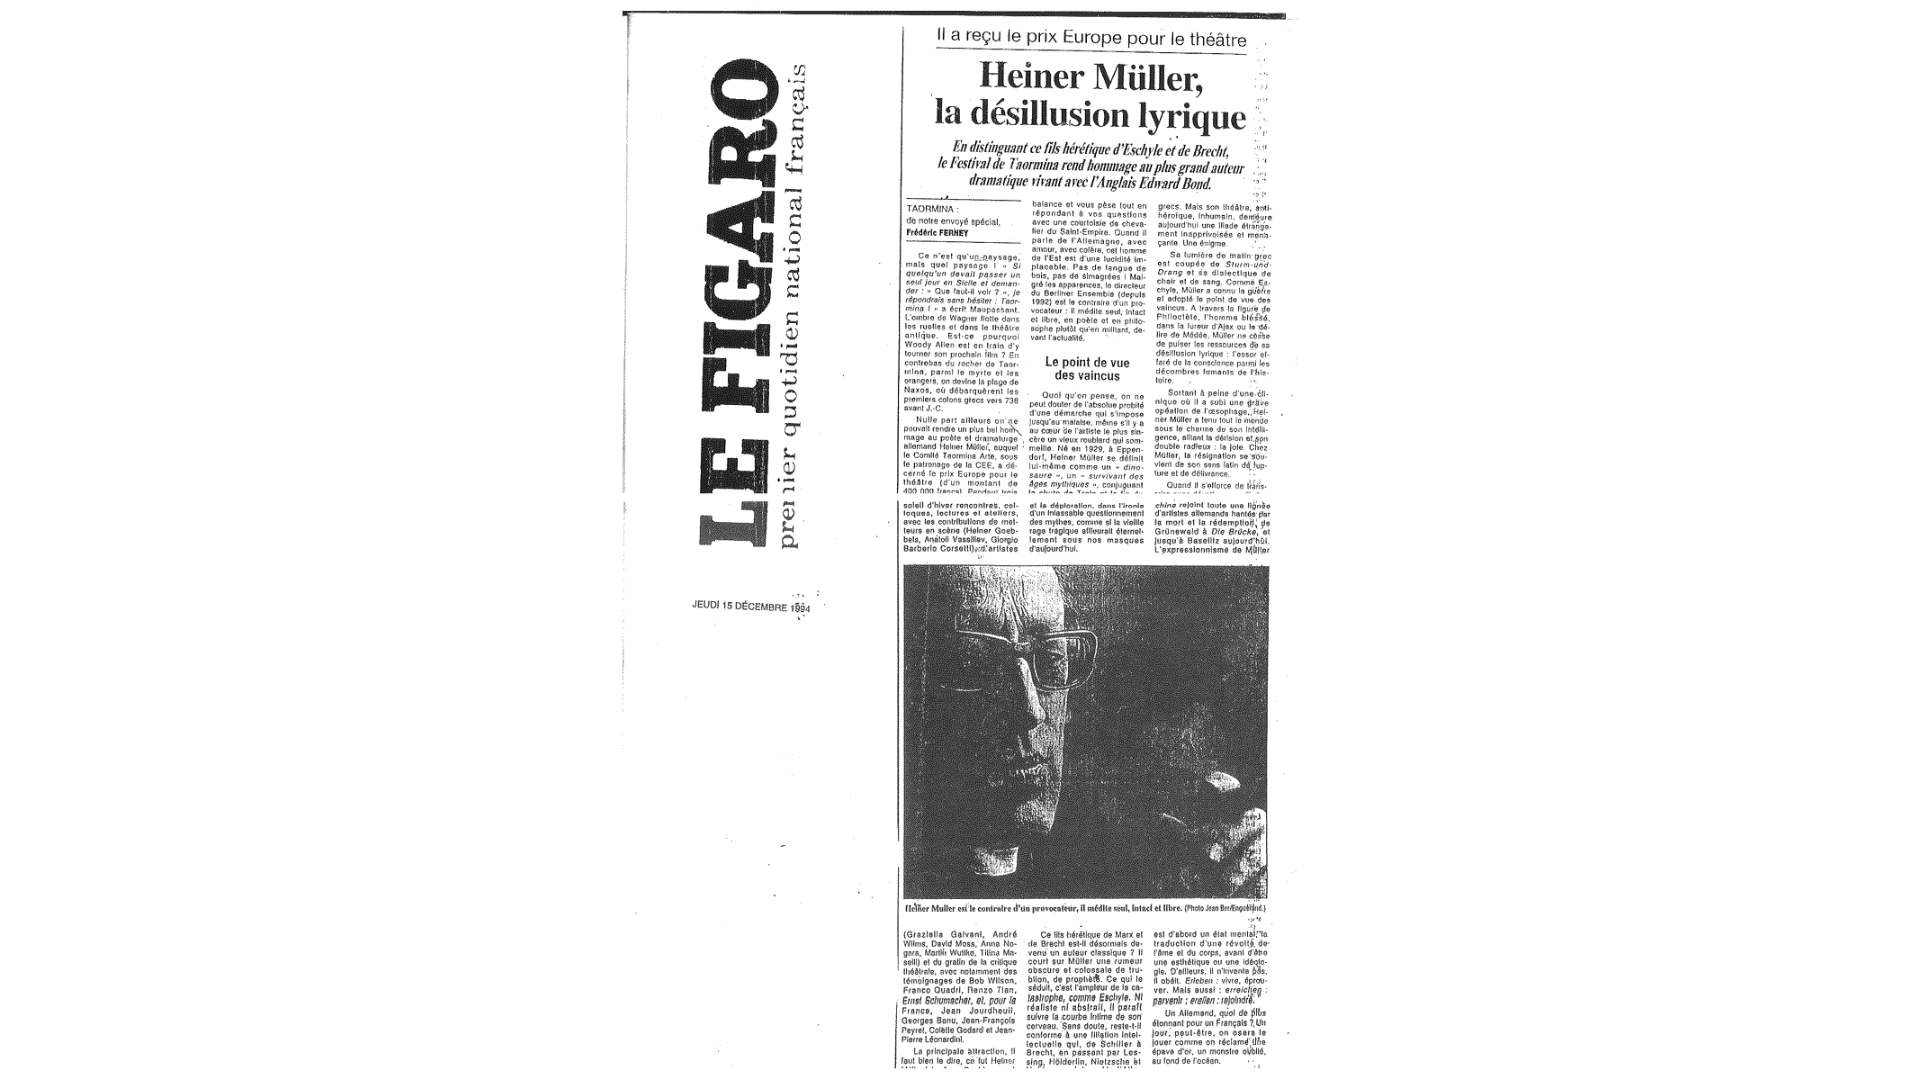 LE FIGARO
premier quotidien national français
JEUDI 15 DÉCEMBRE 1994
Il a reçu le prix Europe pour le théâtre
Heiner Müller,
la désillusion lyrique
En distinguant ce fils hérétique d'Eschyle et de Brecht,
le Festival de Taormina rend hommage au plus grand auteur
dramatique vivant avec l'Anglais Edward Bond.
TAORMINA :
de notre envoyé spécial,
Frédéric FERNEY
Ce n'est qu'un paysage,
mais quel paysage ! « Si
quelqu'un devait passer un
seul jour en Sicile et deman-
der : « Que faut-il voir ? », je
répondrais sans hésiter : Taor-
mina ! » a écrit Maupassant.
L'ombre de Wagner flotte dans
les ruelles et dans le théâtre
antique. Est-ce pourquoi
Woody Allen est en train d'y
tourner son prochain film ? En
contrebas du rocher de Taor-
mina, parmi le myrte et les
orangers, on devine la plage de
Naxos, où débarquèrent les
premiers colons grecs vers 736
avant J.-C.
Nulle part ailleurs on ne
pouvait rendre un plus bel hom-
mage au poète et dramaturge
allemand Heiner Müller, auquel
le Comité Taormina Arte, sous
le patronage de la CEE, a dé-
cerné le prix Europe pour le
théâtre (d'un montant de
400 000 francs). Pendant trois
soleil d'hiver rencontres, col-
loques, lectures et ateliers,
avec les contributions de met-
teurs en scène (Heiner Goeb-
bels, Anatoli Vassiliev, Giorgio
Barberio Corsetti), d'artistes
(Graziella Galvani, André
Wilms, David Moss, Anna No-
gara, Martin Wuttke, Titina Ma-
selli) et du gratin de la critique
théâtrale, avec notamment des
témoignages de Bob Wilson,
Franco Quadri, Renzo Tian,
Ernst Schumacher, et, pour la
France, Jean Jourdheuil,
Georges Banu, Jean-François
Peyret, Colette Godard et Jean-
Pierre Léonardini.
La principale attraction, il
faut bien le dire, ce fut Heiner
balance et vous pèse tout en
répondant à vos questions
avec une courtoisie de cheva-
lier du Saint-Empire. Quand il
parle de l'Allemagne, avec
amour, avec colère, cet homme
de l'Est est d'une lucidité im-
placable. Pas de langue de
bois, pas de simagrées ! Mal-
gré les apparences, le directeur
du Berliner Ensemble (depuis
1992) est le contraire d'un pro-
vocateur : il médite seul, intact
et libre, en poète et en philo-
sophe plutôt qu'en militant, de-
vant l'actualité.
Le point de vue
des vaincus
Quoi qu'on pense, on ne
peut douter de l'absolue probité
d'une démarche qui s'impose
jusqu'au malaise, même s'il y a
au cœur de l'artiste le plus sin-
cère un vieux roublard qui som-
meille. Né en 1929, à Eppen-
dorf, Heiner Müller se définit
lui-même comme un « dino-
saure », un « survivant des
âges mythiques », conjuguant
la chute de Troie et la fin du
et la déploration, dans l'ironie
d'un inlassable questionnement
des mythes, comme si la vieille
rage tragique affleurait éternel-
lement sous nos masques
d'aujourd'hui.
Ce fils hérétique de Marx et
de Brecht est-il désormais de-
venu un auteur classique ? Il
court sur Müller une rumeur
obscure et colossale de tru-
blion, de prophète. Ce qui le
séduit, c'est l'ampleur de la ca-
tastrophe, comme Eschyle. Ni
réaliste ni abstrait, il paraît
suivre la courbe intime de son
cerveau. Sans doute, reste-t-il
conforme à une filiation intel-
lectuelle qui, de Schiller à
Brecht, en passant par Les-
sing, Hölderlin, Nietzsche et
grecs. Mais son théâtre, anti-
héroïque, inhumain, demeure
aujourd'hui une Iliade étrange-
ment inapprivoisée et mena-
çante. Une énigme.
Sa lumière de matin grec
est coupée de Sturm-und-
Drang et sa dialectique de
chair et de sang. Comme Es-
chyle, Müller a connu la guerre
et adopté le point de vue des
vaincus. A travers la figure de
Philoctète, l'homme blessé,
dans la fureur d'Ajax ou le dé-
lire de Médée, Müller ne cesse
de puiser les ressources de sa
désillusion lyrique : l'essor ef-
faré de la conscience parmi les
décombres fumants de l'his-
toire.
Sortant à peine d'une cli-
nique où il a subi une grave
opéation de l'œsophage, Hei-
ner Müller a tenu tout le monde
sous le charme de son intelli-
gence, alliant la dérision et son
double radieux : la joie. Chez
Müller, la résignation se sou-
vient de son sens latin de rup-
ture et de délivrance.
Quand il s'efforce de trans-
chine rejoint toute une lignée
d'artistes allemands hantés par
la mort et la rédemption, de
Grünewald à Die Brücke, et
jusqu'à Baselitz aujourd'hui.
L'expressionnisme de Müller
est d'abord un état mental, la
traduction d'une révolte de
l'âme et du corps, avant d'être
une esthétique ou une idéolo-
gie. D'ailleurs, il n'invente pas,
il obéit. Erleben : vivre, éprou-
ver. Mais aussi : erreichen :
parvenir ; ereilen : rejoindre.
Un Allemand, quoi de plus
étonnant pour un Français ? Un
jour, peut-être, on osera le
jouer comme on réclame une
épave d'or, un monstre oublié,
au fond de l'océan.
Heiner Muller est le contraire d'un provocateur, il médite seul, intact et libre. (Photo Jean Ber/Enguérand.)